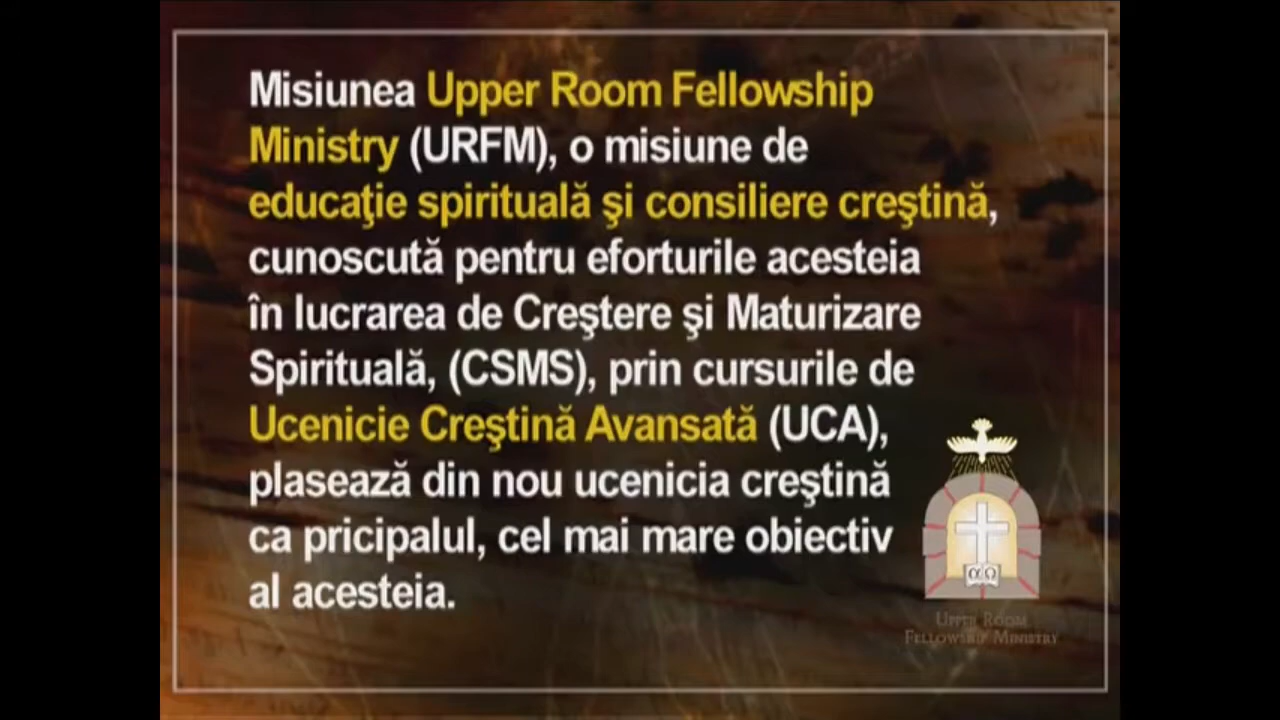 Misiunea Upper Room Fellowship
Ministry (URFM), o misiune de
educaţie spirituală şi consiliere creştină,
cunoscută pentru eforturile acesteia
în lucrarea de Creştere şi Maturizare
Spirituală, (CSMS), prin cursurile de
Ucenicie Creştină Avansată (UCA),
plasează din nou ucenicia creştină
ca pricipalul, cel mai mare obiectiv
al acesteia.
α Ω
Upper Room
Fellowship Ministry